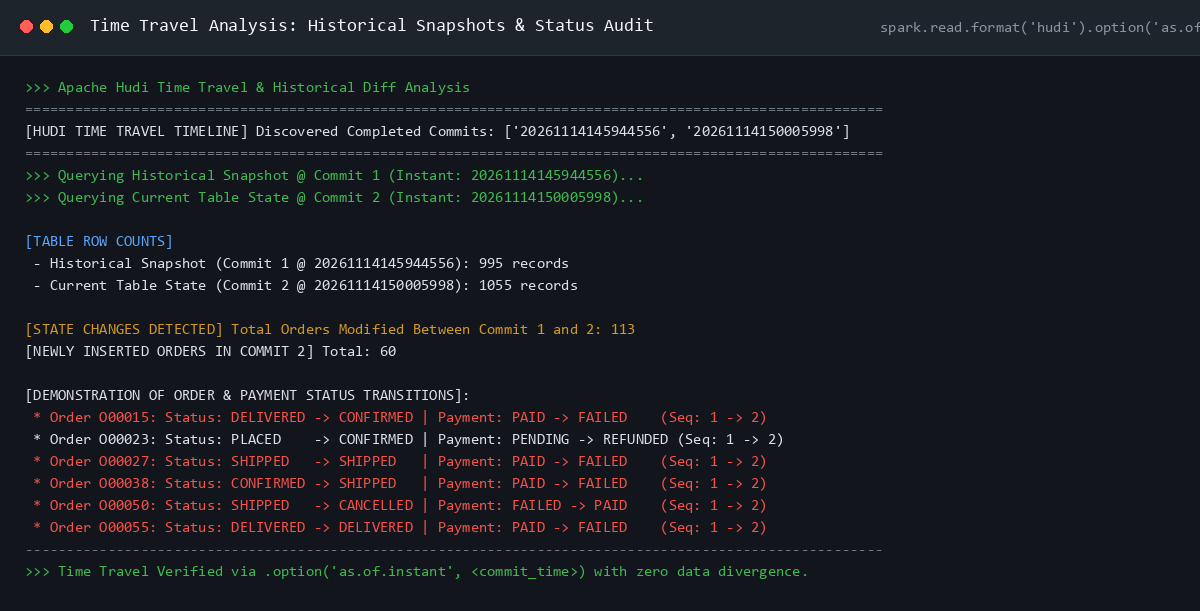 Time Travel Analysis: Historical Snapshots & Status Audit
spark.read.format('hudi').option('as.of
>>> Apache Hudi Time Travel & Historical Diff Analysis
========================================================================================================
[HUDI TIME TRAVEL TIMELINE] Discovered Completed Commits: ['20261114145944556', '20261114150005998']
========================================================================================================
>>> Querying Historical Snapshot @ Commit 1 (Instant: 20261114145944556)...
>>> Querying Current Table State @ Commit 2 (Instant: 20261114150005998)...
[TABLE ROW COUNTS]
- Historical Snapshot (Commit 1 @ 20261114145944556): 995 records
- Current Table State (Commit 2 @ 20261114150005998): 1055 records
[STATE CHANGES DETECTED] Total Orders Modified Between Commit 1 and 2: 113
[NEWLY INSERTED ORDERS IN COMMIT 2] Total: 60
[DEMONSTRATION OF ORDER & PAYMENT STATUS TRANSITIONS]:
* Order O00015: Status: DELIVERED -> CONFIRMED | Payment: PAID -> FAILED    (Seq: 1 -> 2)
* Order O00023: Status: PLACED    -> CONFIRMED | Payment: PENDING -> REFUNDED (Seq: 1 -> 2)
* Order O00027: Status: SHIPPED   -> SHIPPED   | Payment: PAID -> FAILED    (Seq: 1 -> 2)
* Order O00038: Status: CONFIRMED -> SHIPPED   | Payment: PAID -> FAILED    (Seq: 1 -> 2)
* Order O00050: Status: SHIPPED   -> CANCELLED | Payment: FAILED -> PAID    (Seq: 1 -> 2)
* Order O00055: Status: DELIVERED -> DELIVERED | Payment: PAID -> FAILED    (Seq: 1 -> 2)
--------------------------------------------------------------------------------------------------------
>>> Time Travel Verified via .option('as.of.instant', <commit_time>) with zero data divergence.